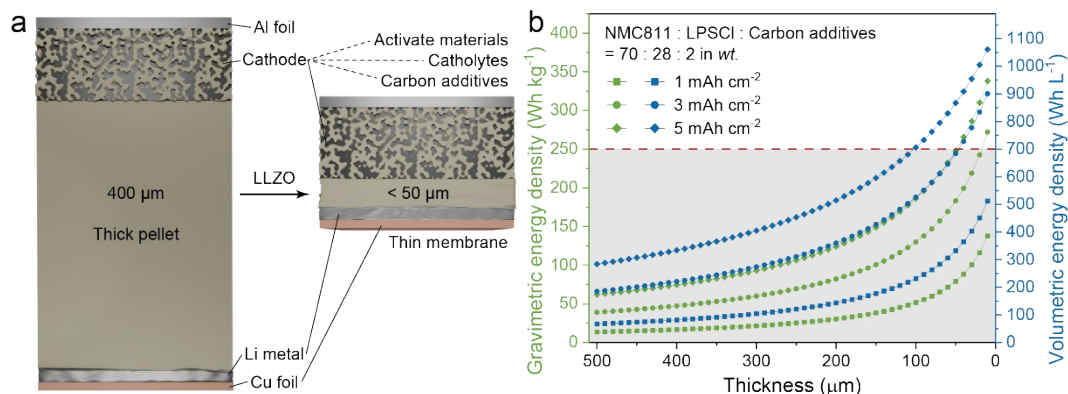 a
Al foil
Cathode
Activate materials
Catholytes
Carbon additives
400 µm
Thick pellet
LLZO
< 50 µm
Thin membrane
Li metal
Cu foil
b
NMC811 : LPSCI : Carbon additives
= 70 : 28 : 2 in wt.
1 mAh cm-2
3 mAh cm-2
5 mAh cm-2
Gravimetric energy density (Wh kg-1)
400
350
300
250
200
150
100
50
0
Volumetric energy density (Wh L-1)
1100
1000
900
800
700
600
500
400
300
200
100
0
500 400 300 200 100 0
Thickness (µm)